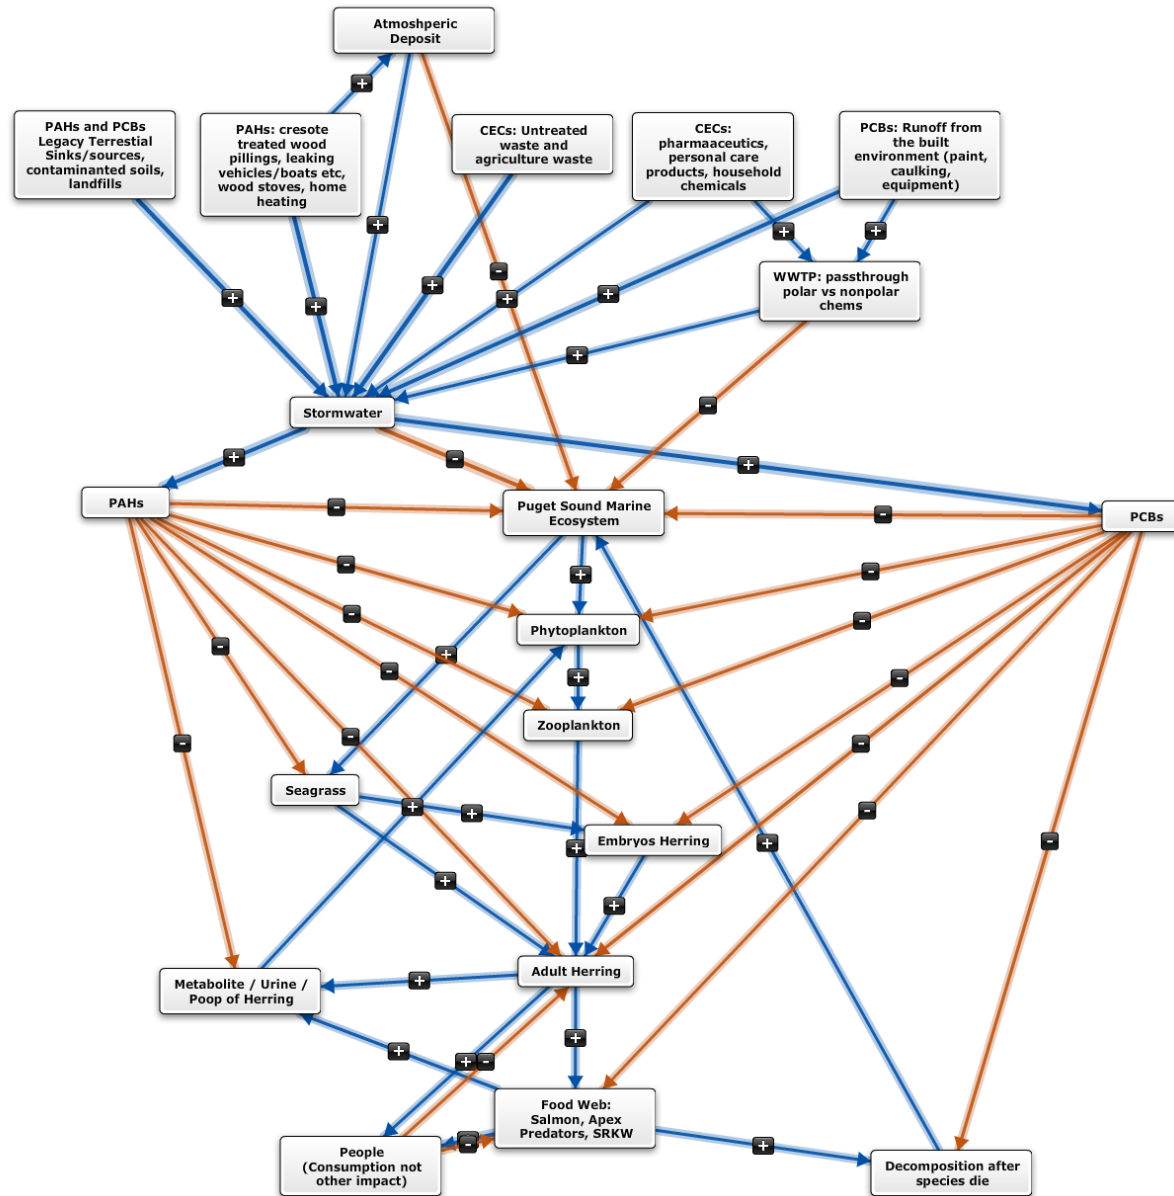 Atmoshperic
Deposit
PAHs and PCBs
Legacy Terrestial
Sinks/sources,
contaminated soils,
landfills
PAHs: cresote
treated wood
pillings, leaking
vehicles/boats etc,
wood stoves, home
heating
CECs: Untreated
waste and
agriculture waste
CECs:
pharmaaceutics,
personal care
products, household
chemicals
PCBs: Runoff from
the built
environment (paint,
caulking,
equipment)
WWTP: passthrough
polar vs nonpolar
chems
Stormwater
PAHs
Puget Sound Marine
Ecosystem
PCBs
Phytoplankton
Zooplankton
Seagrass
Embryos Herring
Adult Herring
Metabolite / Urine /
Poop of Herring
Food Web:
Salmon, Apex
Predators, SRKW
People
(Consumption not
other impact)
Decomposition after
species die